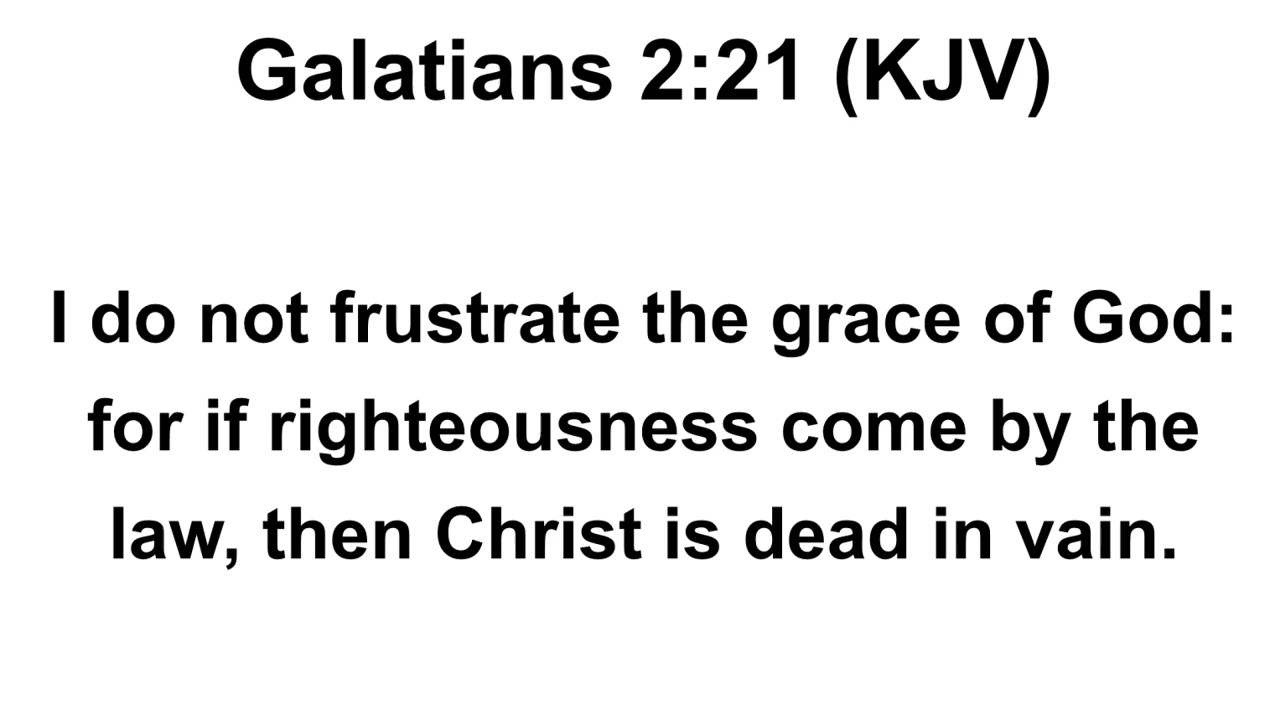 Galatians 2:21 (KJV)
I do not frustrate the grace of God:
for if righteousness come by the
law, then Christ is dead in vain.